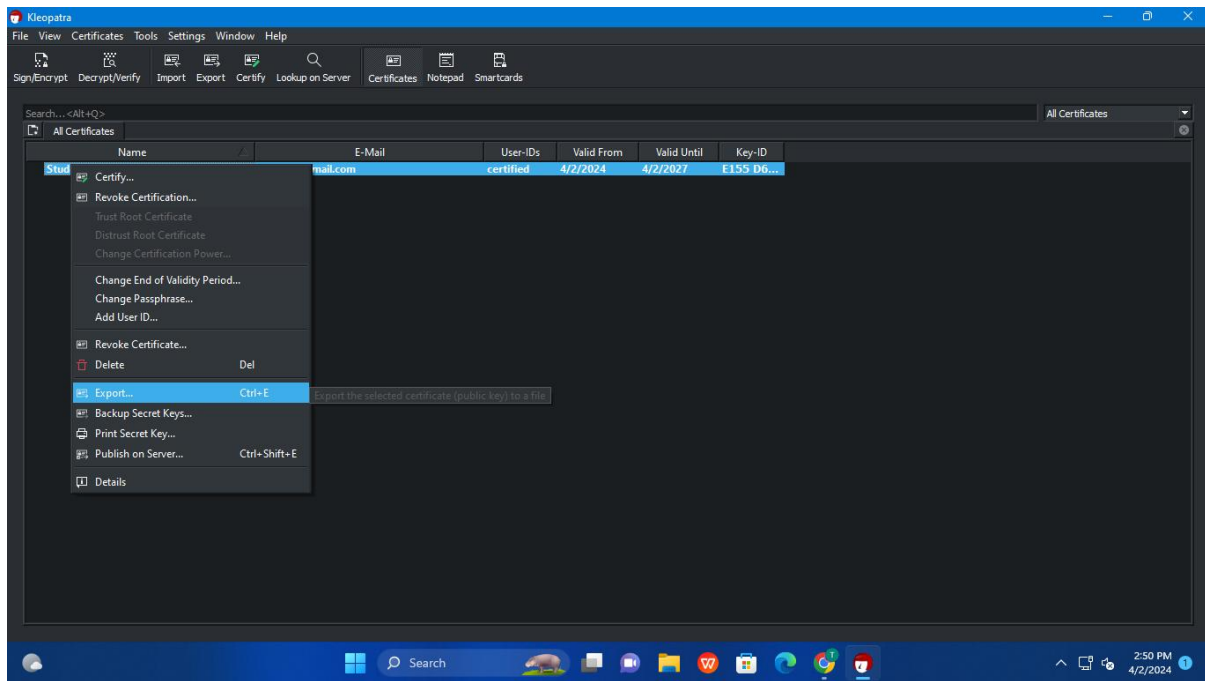 Kleopatra
File View Certificates Tools Settings Window Help
Sign/Encrypt Decrypt/Verify Import Export Certify Lookup on Server Certificates Notepad Smartcards
Search...<Alt+Q> All Certificates
All Certificates
Name E-Mail User-IDs Valid From Valid Until Key-ID
Stud mail.com certified 4/2/2024 4/2/2027 E155 D6...
Certify...
Revoke Certification...
Trust Root Certificate
Distrust Root Certificate
Change Certification Power...
Change End of Validity Period...
Change Passphrase...
Add User ID...
Revoke Certificate...
Delete Del
Export... Ctrl+E Export the selected certificate (public key) to a file
Backup Secret Keys...
Print Secret Key...
Publish on Server... Ctrl+Shift+E
Details
Search 2:50 PM
4/2/2024 1